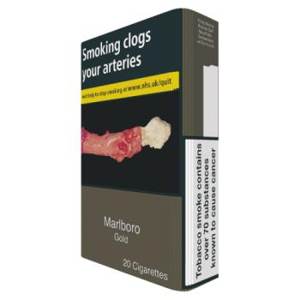 Smoking clogs
your arteries
help to stop smoking at www.nhs.uk/quit
Marlboro
Gold
20 Cigarettes
Tobacco smoke contains
over 70 substances
known to cause cancer